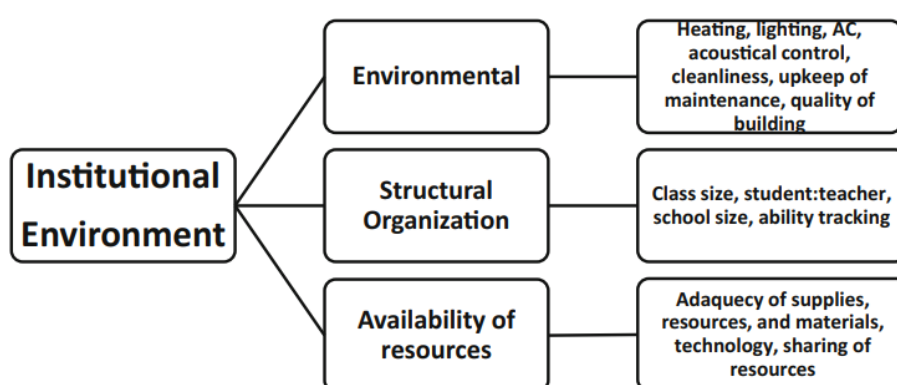 Institutional
Environment
Environmental
Heating, lighting, AC,
acoustical control,
cleanliness, upkeep of
maintenance, quality of
building
Structural
Organization
Class size, student:teacher,
school size, ability tracking
Availability of
resources
Adaquecy of supplies,
resources, and materials,
technology, sharing of
resources